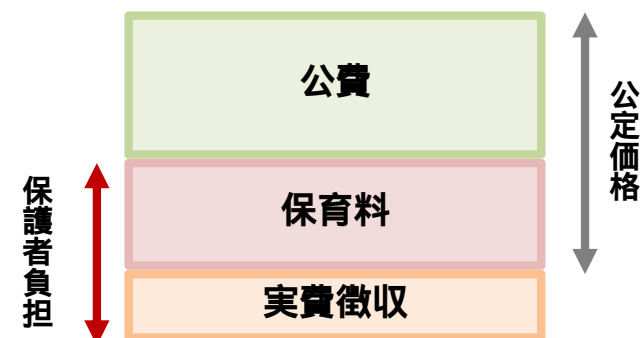 公費
保育料
実費徴収
保護者負担
公定価格